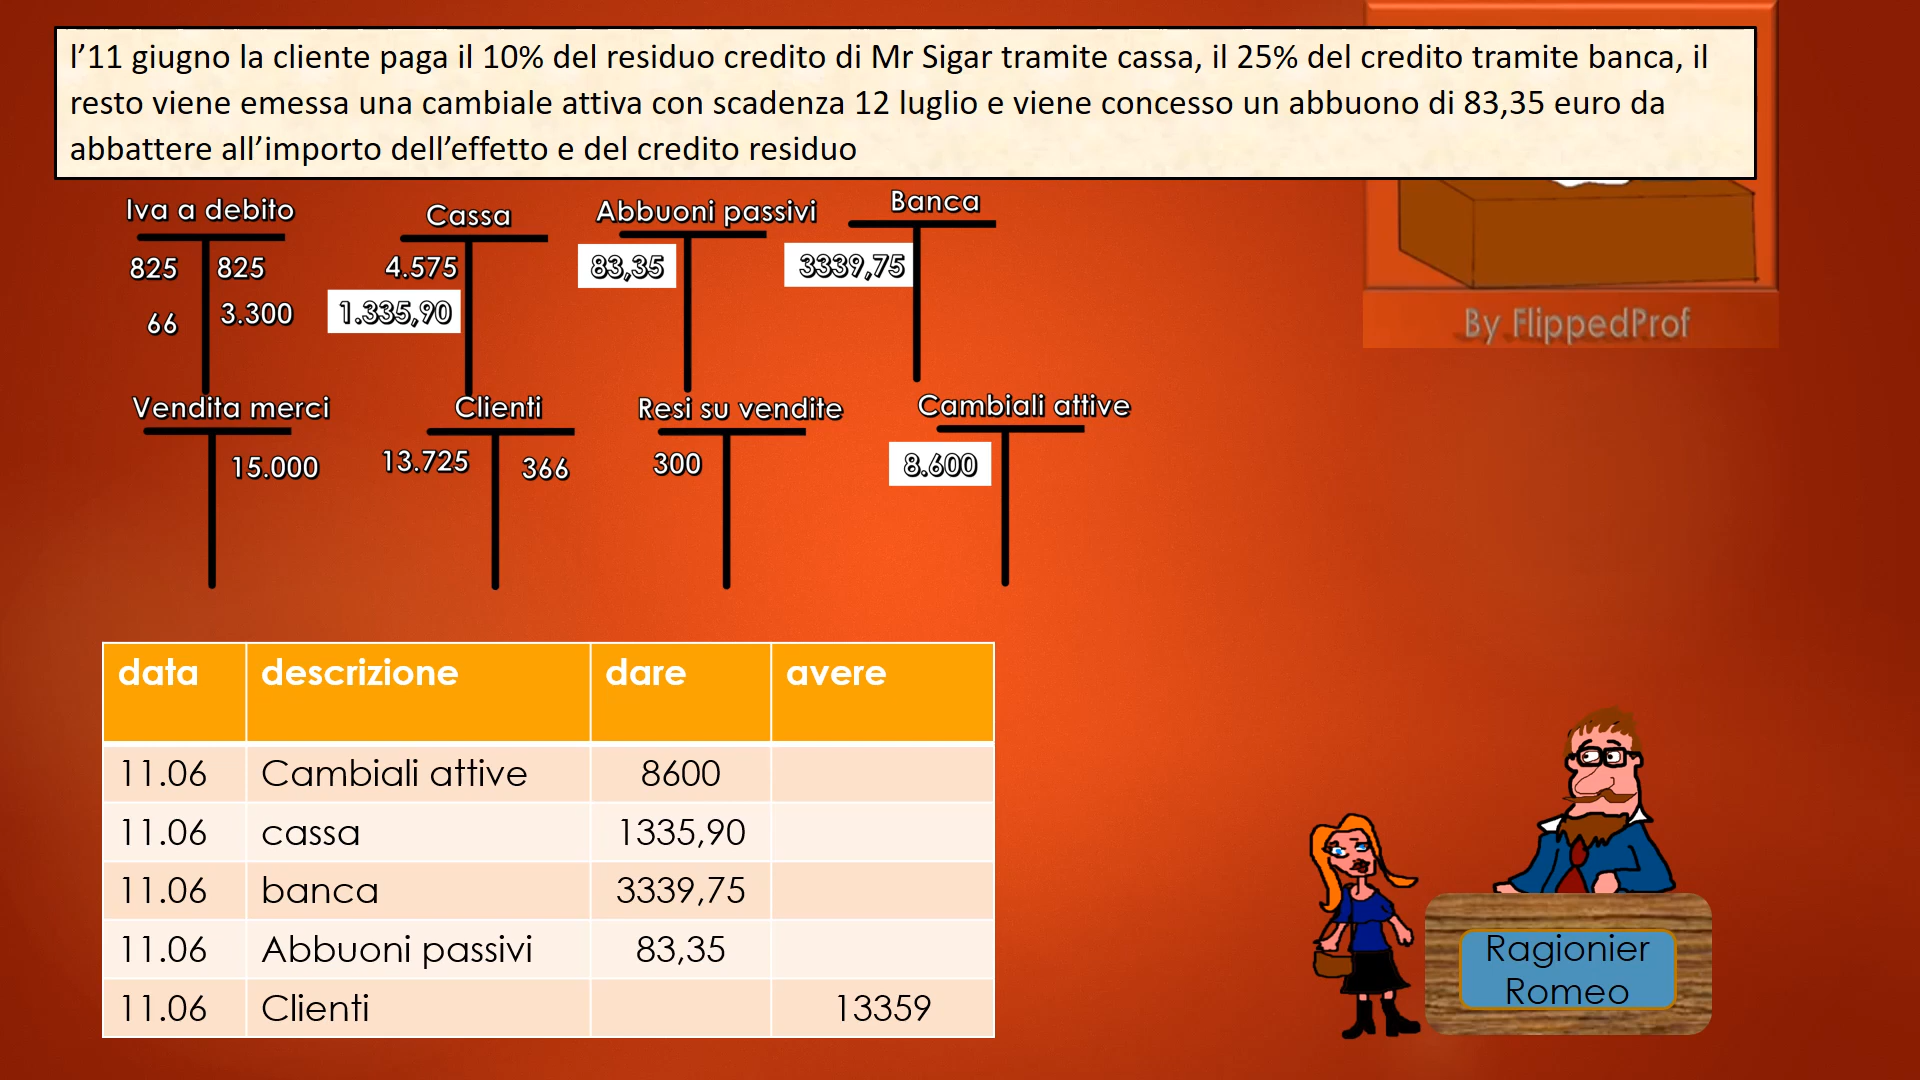 l’11 giugno la cliente paga il 10% del residuo credito di Mr Sigar tramite cassa, il 25% del credito tramite banca, il
resto viene emessa una cambiale attiva con scadenza 12 luglio e viene concesso un abbuono di 83,35 euro da
abbattere all’importo dell’effetto e del credito residuo
By FlippedProf
Iva a debito Cassa Abbuoni passivi Banca
825 825 4.575 83,35 3339,75
66 3.300 1.335,90
Vendita merci Clienti Resi su vendite Cambiali attive
15.000 13.725 366 300 8.600
data descrizione dare avere
11.06 Cambiali attive 8600
11.06 cassa 1335,90
11.06 banca 3339,75
11.06 Abbuoni passivi 83,35
11.06 Clienti 13359
Ragionier
Romeo